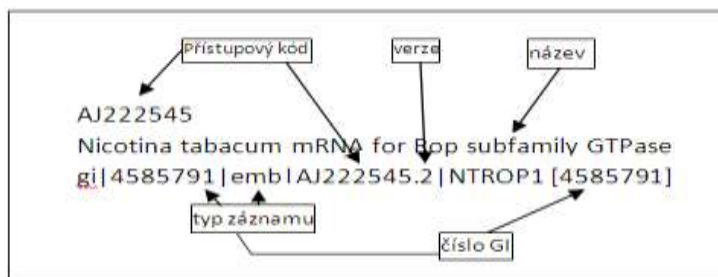 Přístupový kód verze název
AJ222545
Nicotina tabacum mRNA for Rop subfamily GTPase
gi|4585791|emb|AJ222545.2|NTROP1 [4585791]
typ záznamu
číslo GI